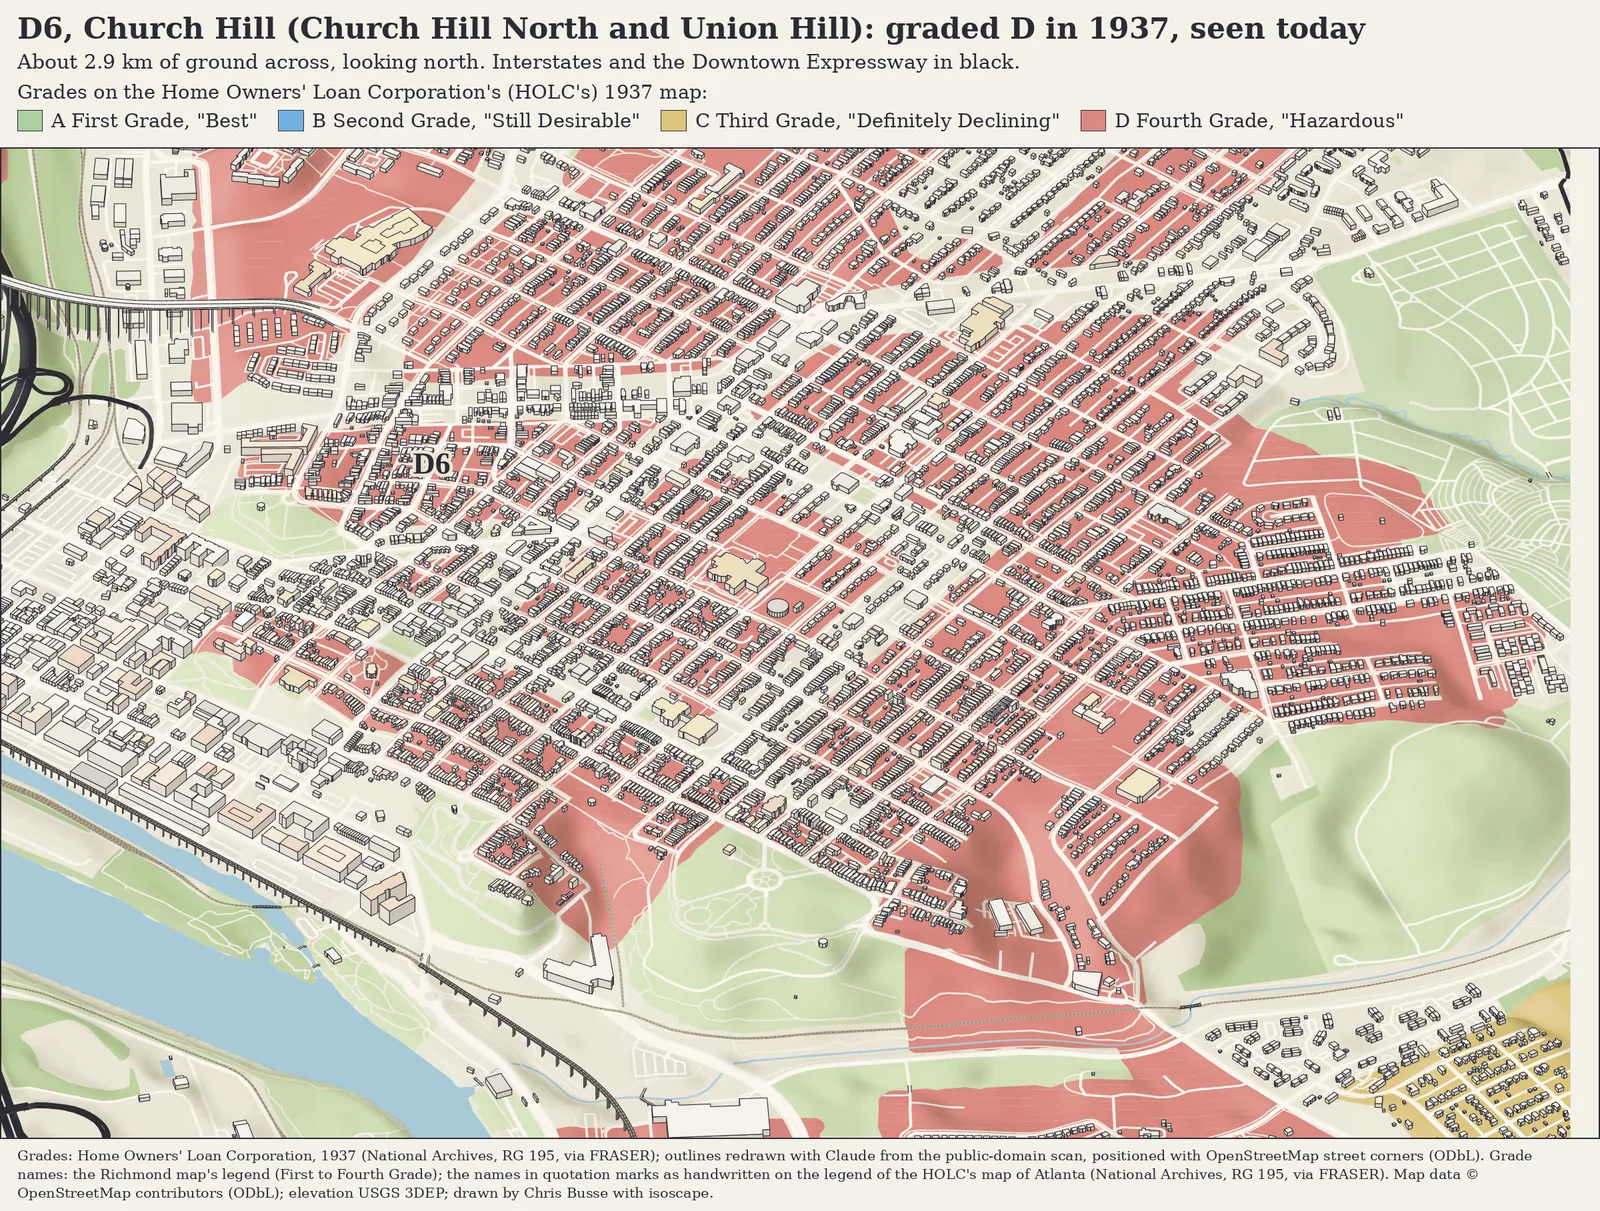 D6, Church Hill (Church Hill North and Union Hill): graded D in 1937, seen today
About 2.9 km of ground across, looking north. Interstates and the Downtown Expressway in black.
Grades on the Home Owners' Loan Corporation's (HOLC's) 1937 map:
A First Grade, "Best" B Second Grade, "Still Desirable" C Third Grade, "Definitely Declining" D Fourth Grade, "Hazardous"
D6
Grades: Home Owners' Loan Corporation, 1937 (National Archives, RG 195, via FRASER); outlines redrawn with Claude from the public-domain scan, positioned with OpenStreetMap street corners (ODbL). Grade
names: the Richmond map's legend (First to Fourth Grade); the names in quotation marks as handwritten on the legend of the HOLC's map of Atlanta (National Archives, RG 195, via FRASER). Map data ©
OpenStreetMap contributors (ODbL); elevation USGS 3DEP; drawn by Chris Busse with isoscape.